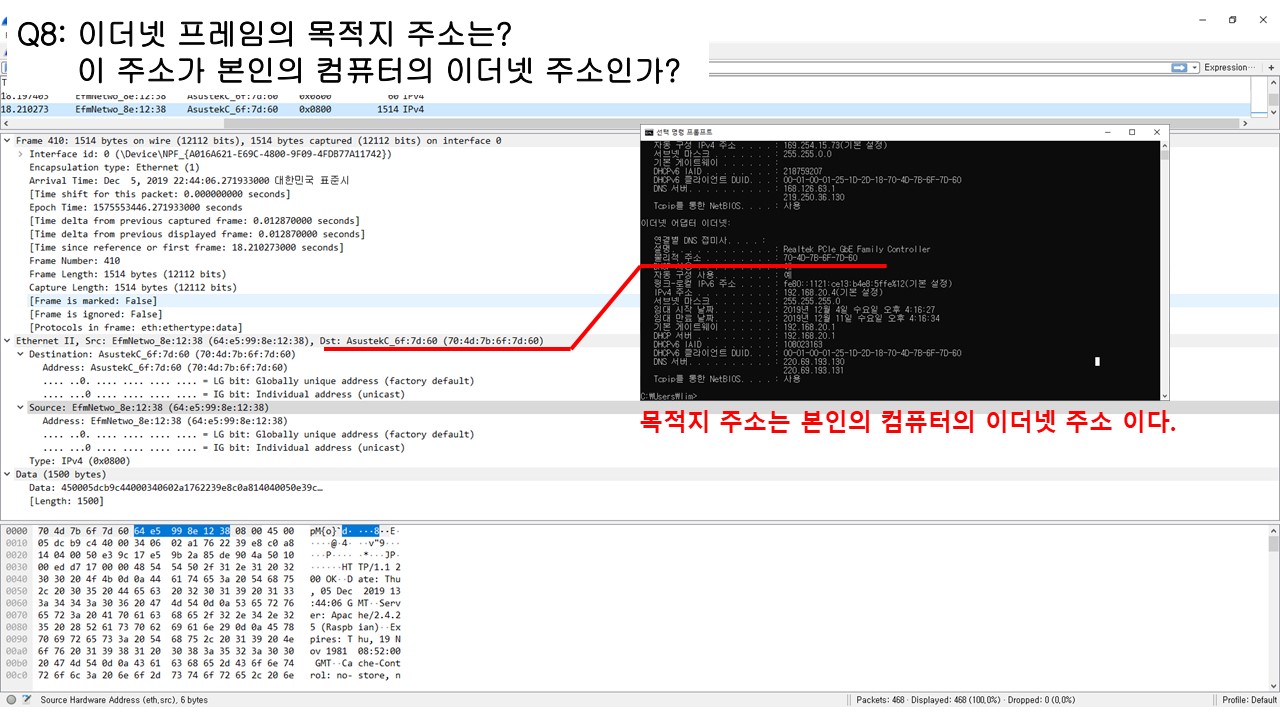 Q8: 이더넷 프레임의 목적지 주소는?
이 주소가 본인의 컴퓨터의 이더넷 주소인가?
Expression…
+
18.197403 EfmNetwo_8e:12:38 AsustekC_6f:7d:60 0x0800 60 IPv4
18.210273 EfmNetwo_8e:12:38 AsustekC_6f:7d:60 0x0800 1514 IPv4
Frame 410: 1514 bytes on wire (12112 bits), 1514 bytes captured (12112 bits) on interface 0
Interface id: 0 (\Device\NPF_{A016A621-E69C-4800-9F09-4FDB77A11742})
Encapsulation type: Ethernet (1)
Arrival Time: Dec  5, 2019 22:44:06.271933000 대한민국 표준시
[Time shift for this packet: 0.000000000 seconds]
Epoch Time: 1575553446.271933000 seconds
[Time delta from previous captured frame: 0.012870000 seconds]
[Time delta from previous displayed frame: 0.012870000 seconds]
[Time since reference or first frame: 18.210273000 seconds]
Frame Number: 410
Frame Length: 1514 bytes (12112 bits)
Capture Length: 1514 bytes (12112 bits)
[Frame is marked: False]
[Frame is ignored: False]
[Protocols in frame: eth:ethertype:data]
Ethernet II, Src: EfmNetwo_8e:12:38 (64:e5:99:8e:12:38), Dst: AsustekC_6f:7d:60 (70:4d:7b:6f:7d:60)
Destination: AsustekC_6f:7d:60 (70:4d:7b:6f:7d:60)
Address: AsustekC_6f:7d:60 (70:4d:7b:6f:7d:60)
.... ..0. .... .... .... .... = LG bit: Globally unique address (factory default)
.... ...0 .... .... .... .... = IG bit: Individual address (unicast)
Source: EfmNetwo_8e:12:38 (64:e5:99:8e:12:38)
Address: EfmNetwo_8e:12:38 (64:e5:99:8e:12:38)
.... ..0. .... .... .... .... = LG bit: Globally unique address (factory default)
.... ...0 .... .... .... .... = IG bit: Individual address (unicast)
Type: IPv4 (0x0800)
Data (1500 bytes)
Data: 450005dcb9c44000340602a1762239e8c0a814040050e39c…
[Length: 1500]
선택 명령 프롬프트
자동 구성 IPv4 주소 . . . . . : 169.254.15.73(기본 설정)
서브넷 마스크 . . . . . . . . : 255.255.0.0
기본 게이트웨이 . . . . . . . :
DHCPv6 IAID . . . . . . . . . : 218759207
DHCPv6 클라이언트 DUID. . . . : 00-01-00-01-25-1D-2D-18-70-4D-7B-6F-7D-60
DNS 서버. . . . . . . . . . . : 168.126.63.1
219.250.36.130
Tcpip를 통한 NetBIOS. . . . . : 사용
이더넷 어댑터 이더넷:
연결별 DNS 접미사. . . . :
설명. . . . . . . . . . . . : Realtek PCIe GbE Family Controller
물리적 주소 . . . . . . . . : 70-4D-7B-6F-7D-60
자동 구성 사용. . . . . . . : 예
링크-로컬 IPv6 주소 . . . . : fe80::1121:ce13:b4e8:5ffe%12(기본 설정)
IPv4 주소 . . . . . . . . . : 192.168.20.4(기본 설정)
서브넷 마스크 . . . . . . . : 255.255.255.0
임대 시작 날짜. . . . . . . : 2019년 12월 4일 수요일 오후 4:16:27
임대 만료 날짜. . . . . . . : 2019년 12월 11일 수요일 오후 4:16:34
기본 게이트웨이 . . . . . . : 192.168.20.1
DHCP 서버 . . . . . . . . . : 192.168.20.1
DHCPv6 IAID . . . . . . . . : 108023163
DHCPv6 클라이언트 DUID. . . : 00-01-00-01-25-1D-2D-18-70-4D-7B-6F-7D-60
DNS 서버. . . . . . . . . . : 220.69.193.130
220.69.193.131
Tcpip를 통한 NetBIOS. . . . : 사용
C:\Users\lim>
목적지 주소는 본인의 컴퓨터의 이더넷 주소 이다.
0000 70 4d 7b 6f 7d 60 64 e5 99 8e 12 38 08 00 45 00 pM{o}`d· ···8··E·
0010 05 dc b9 c4 40 00 34 06 02 a1 76 22 39 e8 c0 a8 ····@·4· ··v"9···
0020 14 04 00 50 e3 9c 17 e5 9b 2a 85 de 90 4a 50 10 ···P···· ·*···JP·
0030 00 ed d7 17 00 00 48 54 54 50 2f 31 2e 31 20 32 ······HT TP/1.1 2
0040 30 30 20 4f 4b 0d 0a 44 61 74 65 3a 20 54 68 75 00 OK··D ate: Thu
0050 2c 20 30 35 20 44 65 63 20 32 30 31 39 20 31 33 , 05 Dec 2019 13
0060 3a 34 34 3a 30 36 20 47 4d 54 0d 0a 53 65 72 76 :44:06 G MT··Serv
0070 65 72 3a 20 41 70 61 63 68 65 2f 32 2e 34 2e 32 er: Apac he/2.4.2
0080 35 20 28 52 61 73 70 62 69 61 6e 29 0d 0a 45 78 5 (Raspb ian)··Ex
0090 70 69 72 65 73 3a 20 54 68 75 2c 20 31 39 20 4e pires: T hu, 19 N
00a0 6f 76 20 31 39 38 31 20 30 38 3a 35 32 3a 30 30 ov 1981 08:52:00
00b0 20 47 4d 54 0d 0a 43 61 63 68 65 2d 43 6f 6e 74 GMT··Ca che-Cont
00c0 72 6f 6c 3a 20 6e 6f 2d 73 74 6f 72 65 2c 20 6e rol: no- store, n
Source Hardware Address (eth,src), 6 bytes
Packets: 468 · Displayed: 468 (100,0%) · Dropped: 0 (0,0%)
Profile: Default